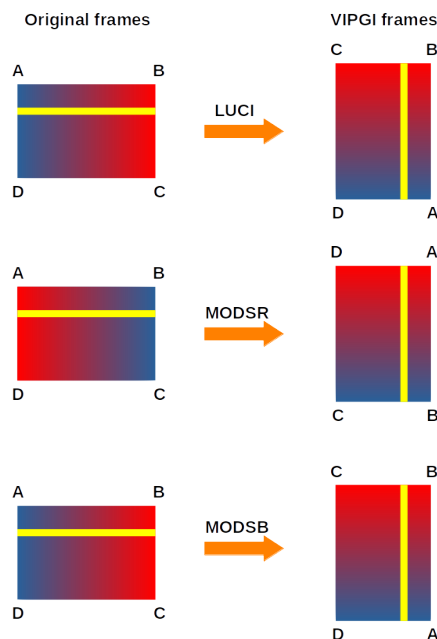 Original frames
VIPGI frames
A B
C B
LUCI
D C
D A
A B
D A
MODSR
D C
C B
A B
C B
MODSB
D C
D A